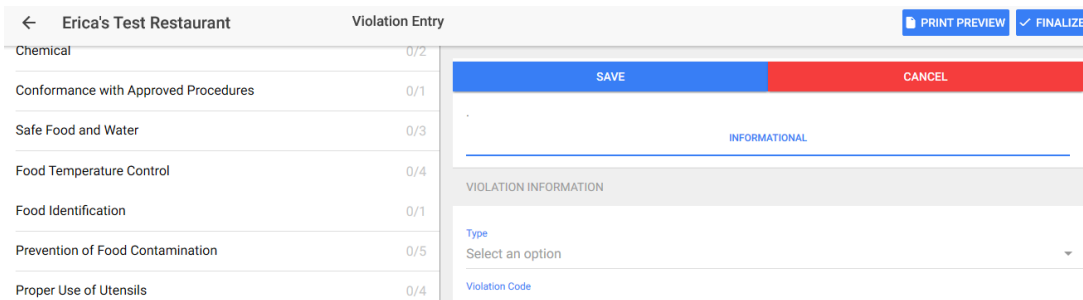 Erica's Test Restaurant
Violation Entry
PRINT PREVIEW
FINALIZE
Chemical 0/2
Conformance with Approved Procedures 0/1
Safe Food and Water 0/3
Food Temperature Control 0/4
Food Identification 0/1
Prevention of Food Contamination 0/5
Proper Use of Utensils 0/4
SAVE
CANCEL
.
INFORMATIONAL
VIOLATION INFORMATION
Type
Select an option
Violation Code